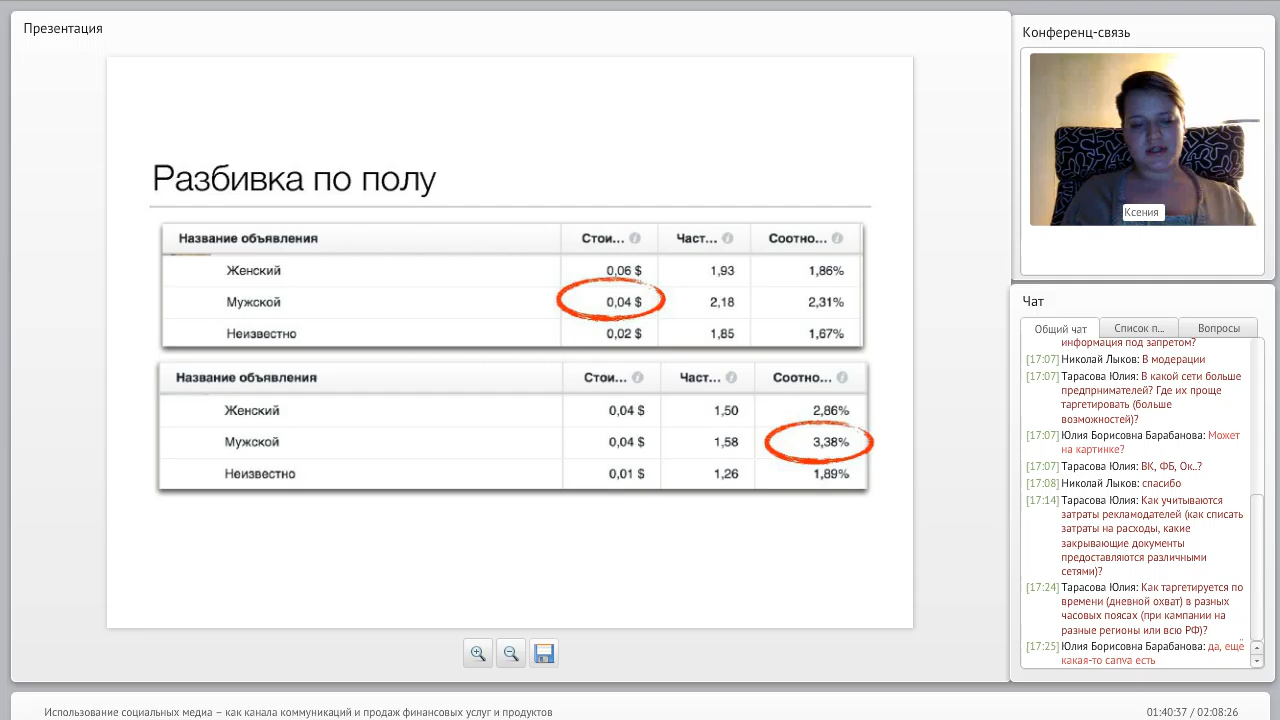 Презентация
Разбивка по полу
Название объявления Стои... Част... Соотно...
Женский 0,06 $ 1,93 1,86%
Мужской 0,04 $ 2,18 2,31%
Неизвестно 0,02 $ 1,85 1,67%
Название объявления Стои... Част... Соотно...
Женский 0,04 $ 1,50 2,86%
Мужской 0,04 $ 1,58 3,38%
Неизвестно 0,01 $ 1,26 1,89%
Конференц-связь
Ксения
Чат
Общий чат Список п... Вопросы
информация под запретом?
[17:07] Николай Лыков: В модерации
[17:07] Тарасова Юлия: В какой сети больше
предпрнимателей? Где их проще
таргетировать (больше
возможностей)?
[17:07] Юлия Борисовна Барабанова: Может
на картинке?
[17:07] Тарасова Юлия: ВК, ФБ, Ок..?
[17:08] Николай Лыков: спасибо
[17:14] Тарасова Юлия: Как учитываются
затраты рекламодателей (как списать
затраты на расходы, какие
закрывающие документы
предоставляются различными
сетями)?
[17:24] Тарасова Юлия: Как таргетируется по
времени (дневной охват) в разных
часовых поясах (при кампании на
разные регионы или всю РФ)?
[17:25] Юлия Борисовна Барабанова: да, ещё
какая-то canva есть
Использование социальных медиа – как канала коммуникаций и продаж финансовых услуг и продуктов
01:40:37 / 02:08:26